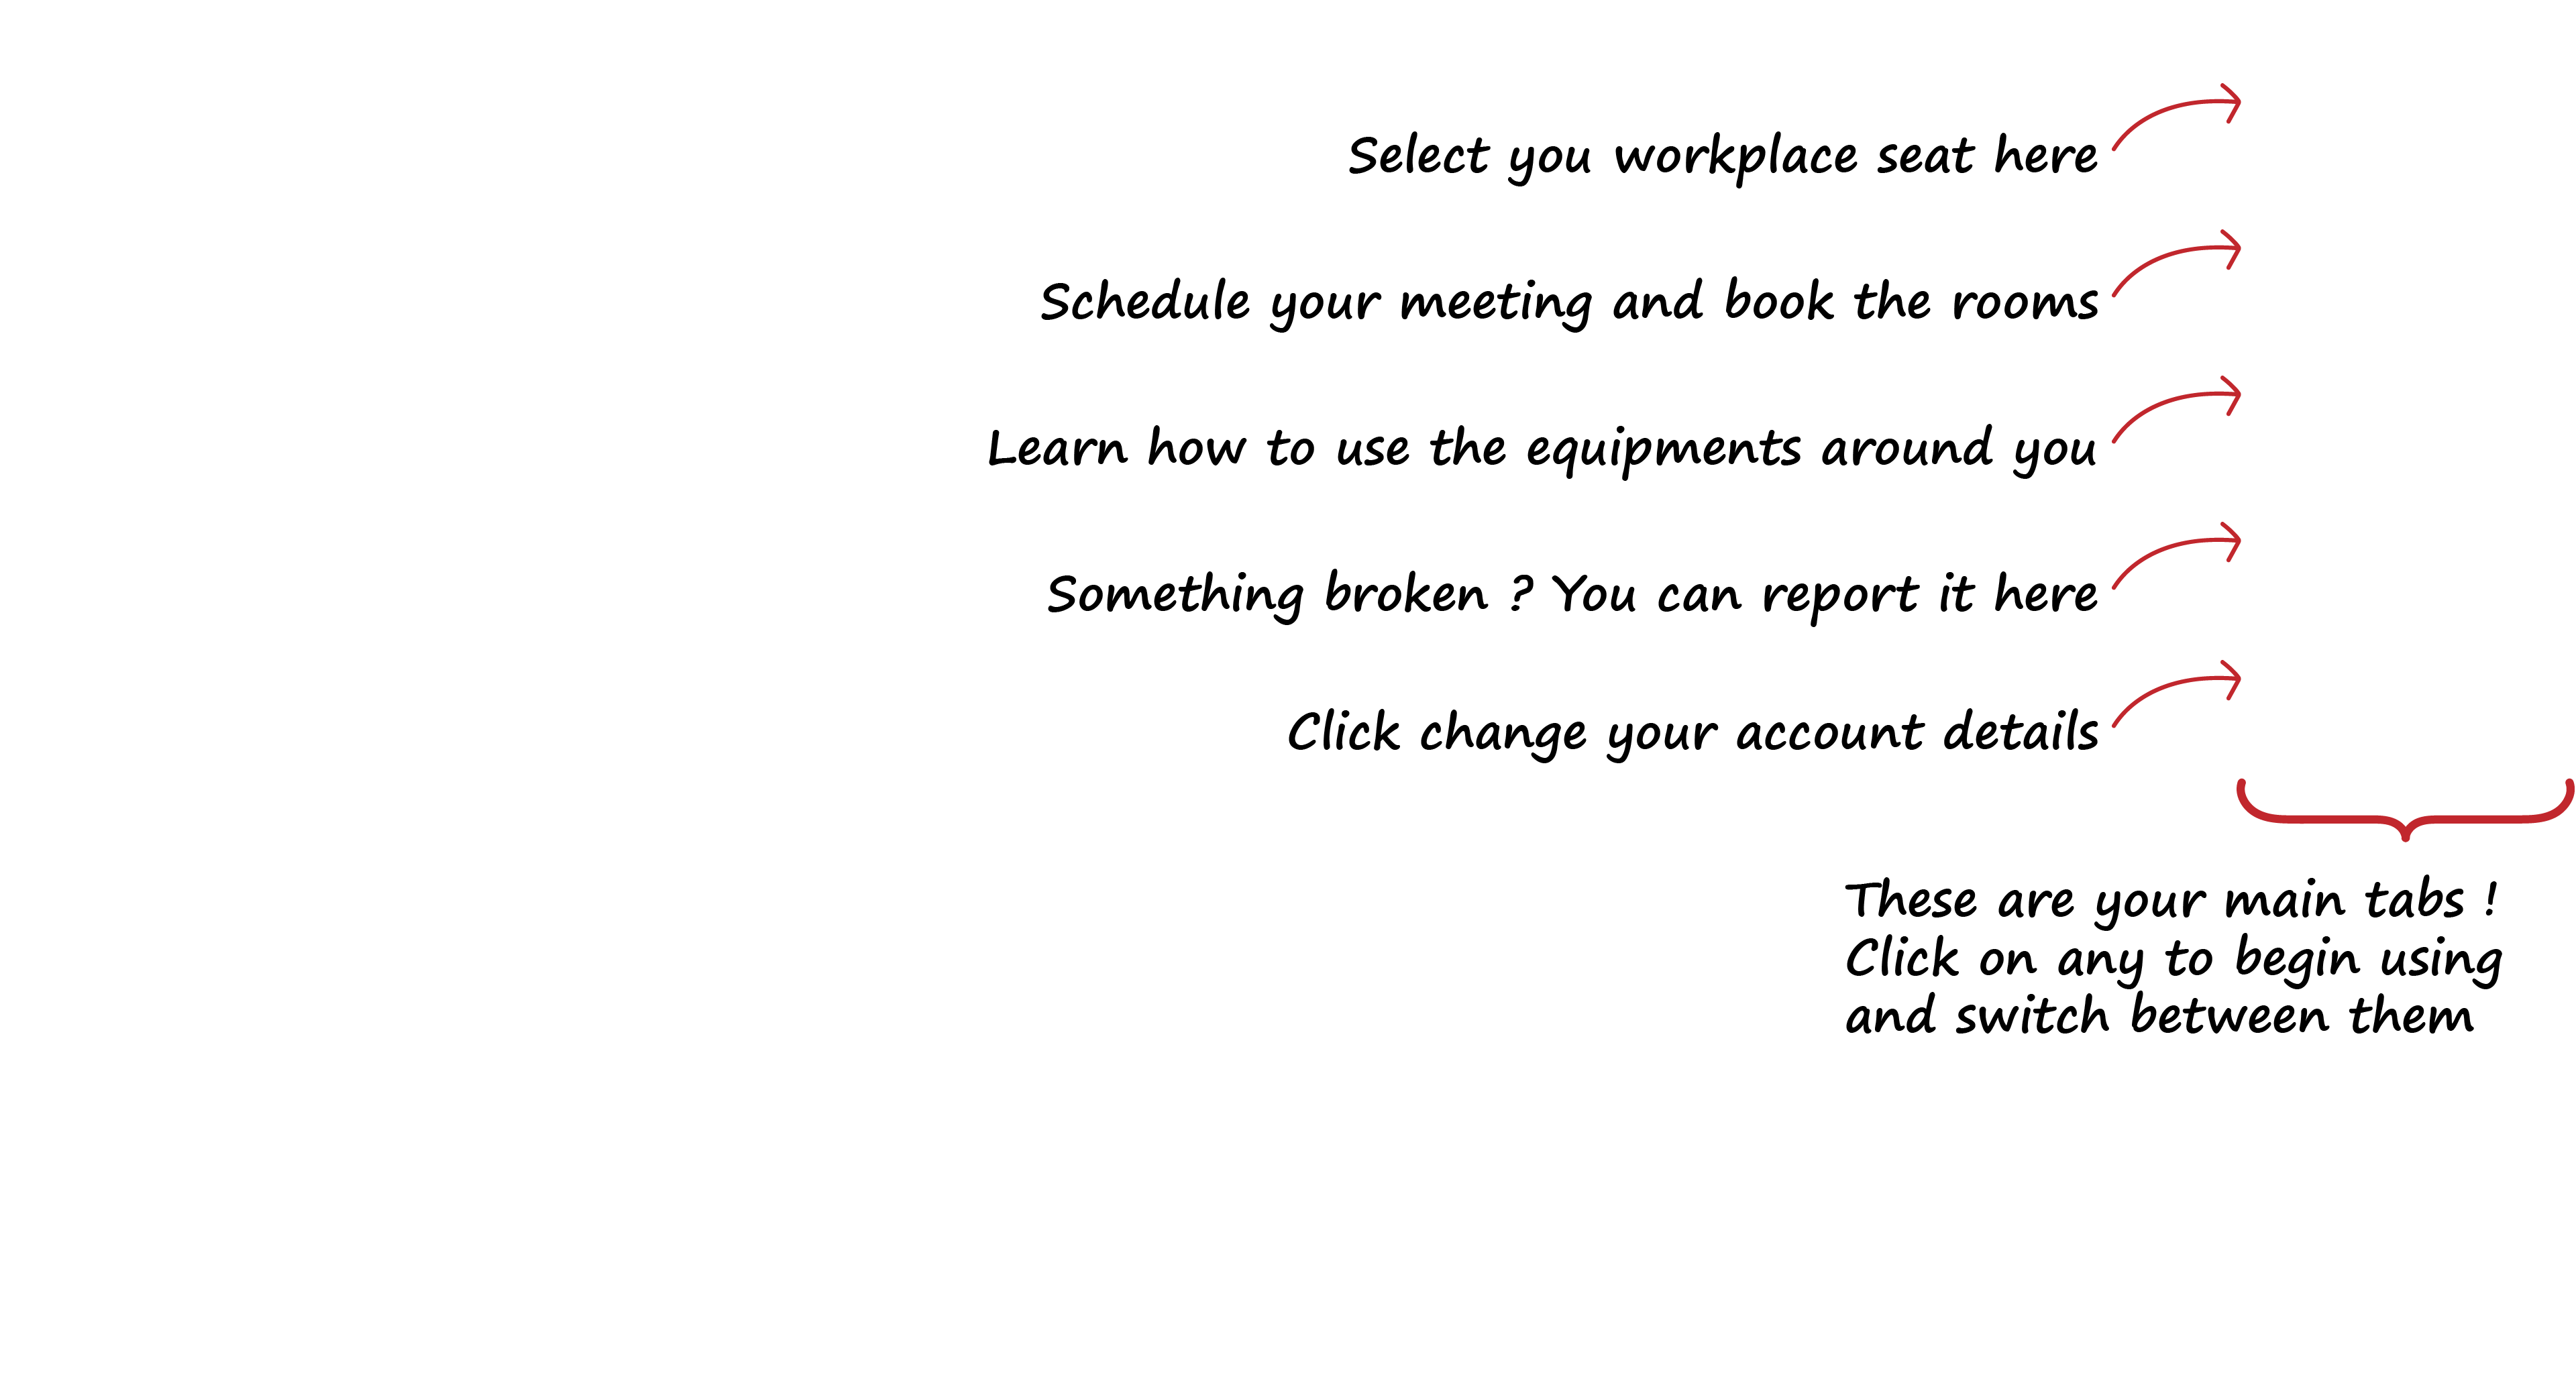 Select you workplace seat here
Schedule your meeting and book the rooms
Learn how to use the equipments around you
Something broken ? You can report it here
Click change your account details
These are your main tabs !
Click on any to begin using
and switch between them